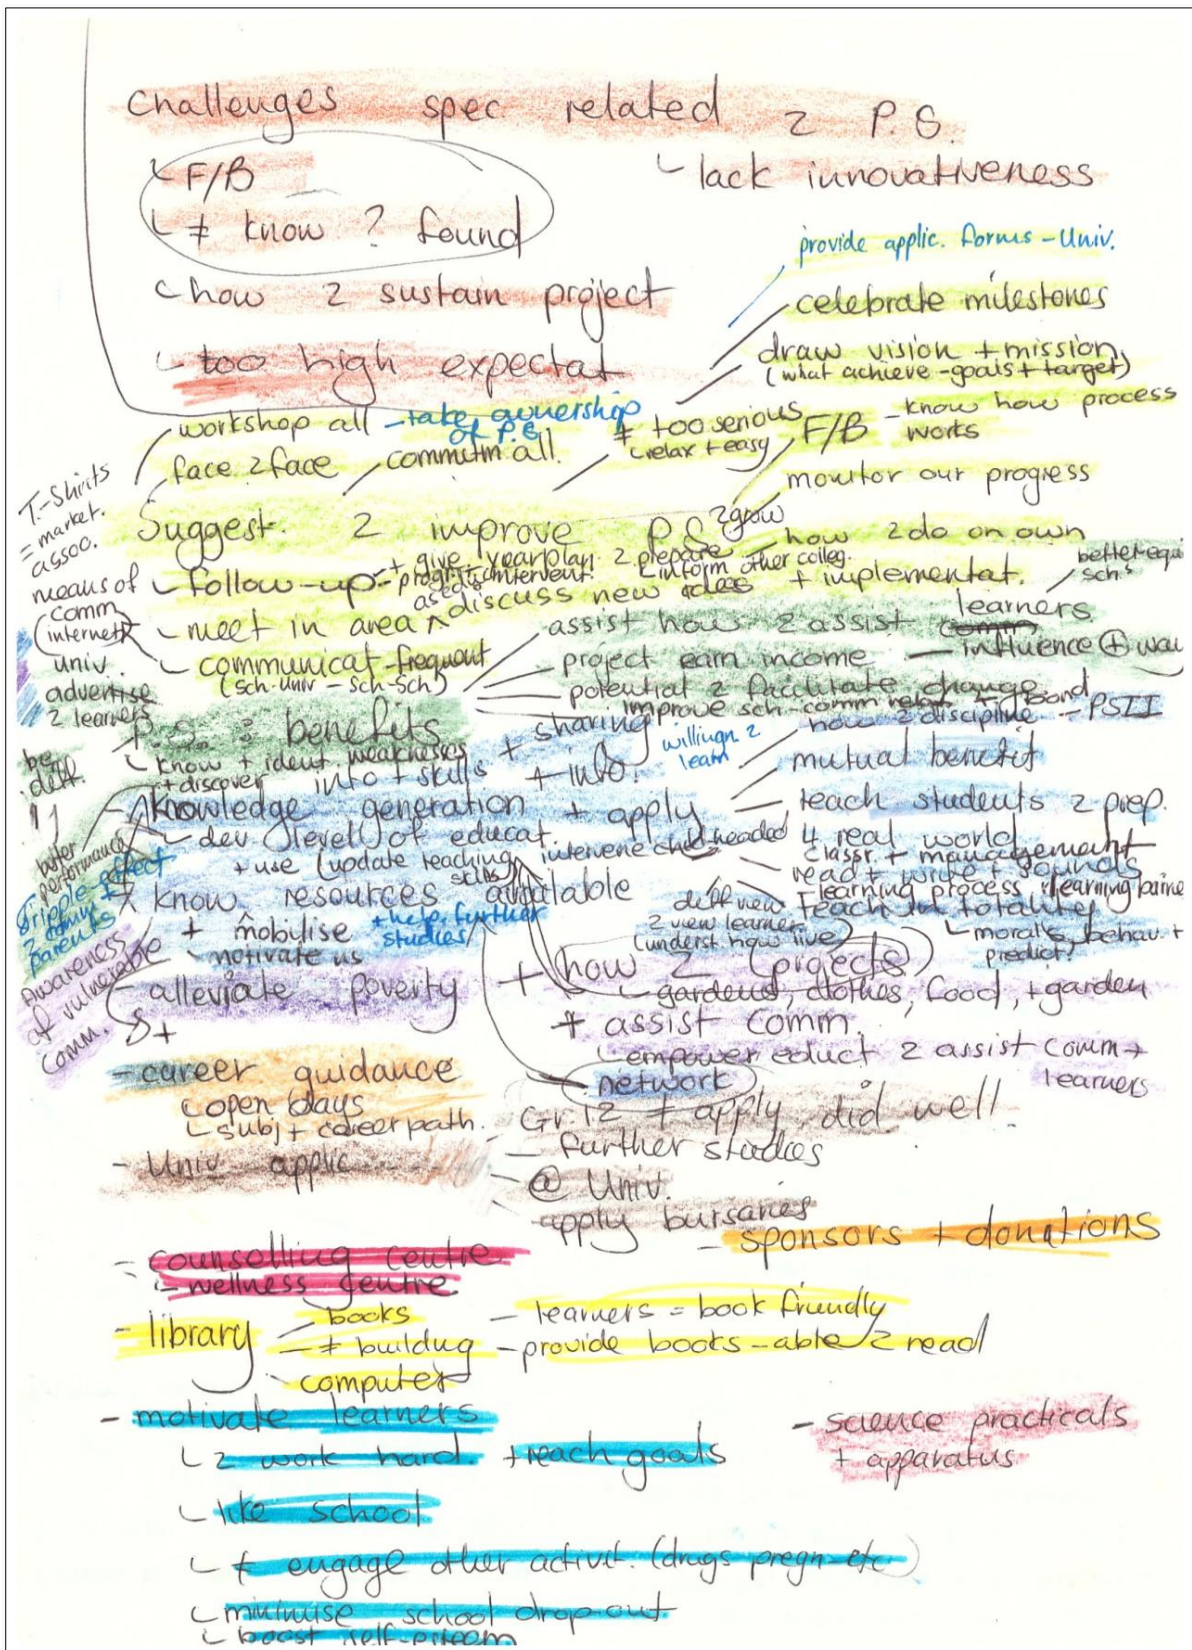 challenges spec related 2 P.S.
F/B
lack innovativeness
≠ know ? found
provide applic. forms - Univ.
how 2 sustain project
celebrate milestones
too high expectat
draw vision + mission
(what achieve - goals + target)
workshop all - take ownership of P.S
≠ too serious
relax + easy
F/B - know how process works
face 2 face
commitm all.
monitor our progress
T.-Shirts
= market.
assoc.
Suggest. 2 improve P.S
2 grow
how 2 do on own
+ implementat.
means of
comm
(internet)
follow-up
+ give yearplan 2 prepare
inform other colleg.
meet in area
discuss new ideas
better equi
sch s
communicat frequent
(sch-univ - sch-sch)
assist how 2 assist learners
univ.
advertise
2 learners
project earn income - influence + way
potential 2 facilitate change
P.S. : benefits
+ sharing
how 2 discipline - PSII
be
diff.
know + ident. weaknesses
+ discover
info + skills
+ info.
willingn. 2
learn
mutual benefit
knowledge generation + apply
teach students 2 prep.
4 real world
better
performance
dev level of educat.
+ use (update teaching
skills
intervene child headed
classr. + management
read + write + sounds
+ learning process
≠ know resources available
diff view
2 view learner
(underst. how live)
teach in totality
morals, behav. +
predict?
2 comm +
parents
+ mobilise
+ help further
studies
motivate us
Awareness
of vulnerable
comm.
alleviate poverty
+ how 2 (projects)
gardens, clothes, food, + garden
+ assist comm.
empower educt 2 assist comm +
learners
- career guidance
network
open days
subj + career path.
Gr. 12 ≠ apply did well
- further studies
- Univ applic
@ Univ.
apply bursaries
- sponsors + donations
- counselling centre
- wellness centre
- library
books
- learners = book friendly
- ≠ buildng
- provide books - able 2 read
computer
- motivate learners
- science practicals
+ apparatus
2 work hard. + reach goals
like school
≠ engage other activit. (drugs pregn etc)
minimise school drop-out
boost self-esteem